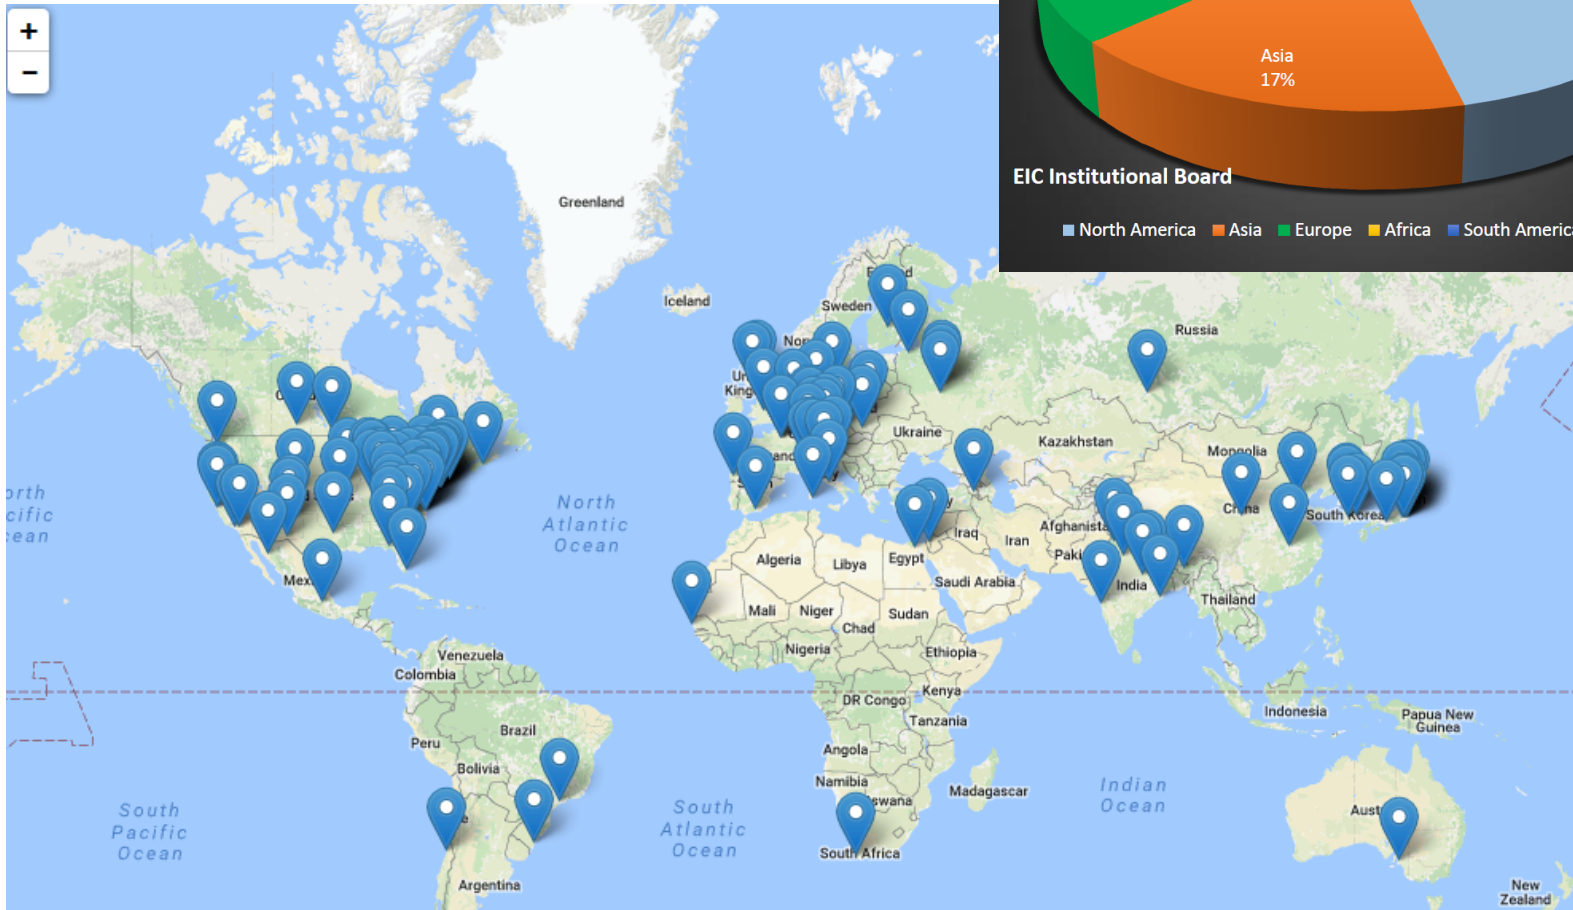 +
−
Asia
17%
EIC Institutional Board
North America
Asia
Europe
Africa
South America
Greenland
Iceland
Sweden
Russia
Ukraine
Kazakhstan
Mongolia
North
Atlantic
Ocean
Iraq
Iran
Afghanista
China
South Korea
Algeria
Libya
Egypt
Saudi Arabia
India
Thailand
Mali
Niger
Chad
Sudan
Nigeria
Ethiopia
Venezuela
Colombia
DR Congo
Kenya
Tanzania
Indonesia
Papua New
Guinea
Brazil
Peru
Bolivia
Angola
Namibia
Madagascar
South
Pacific
Ocean
South
Atlantic
Ocean
Indian
Ocean
South Africa
Argentina
New
Zealand